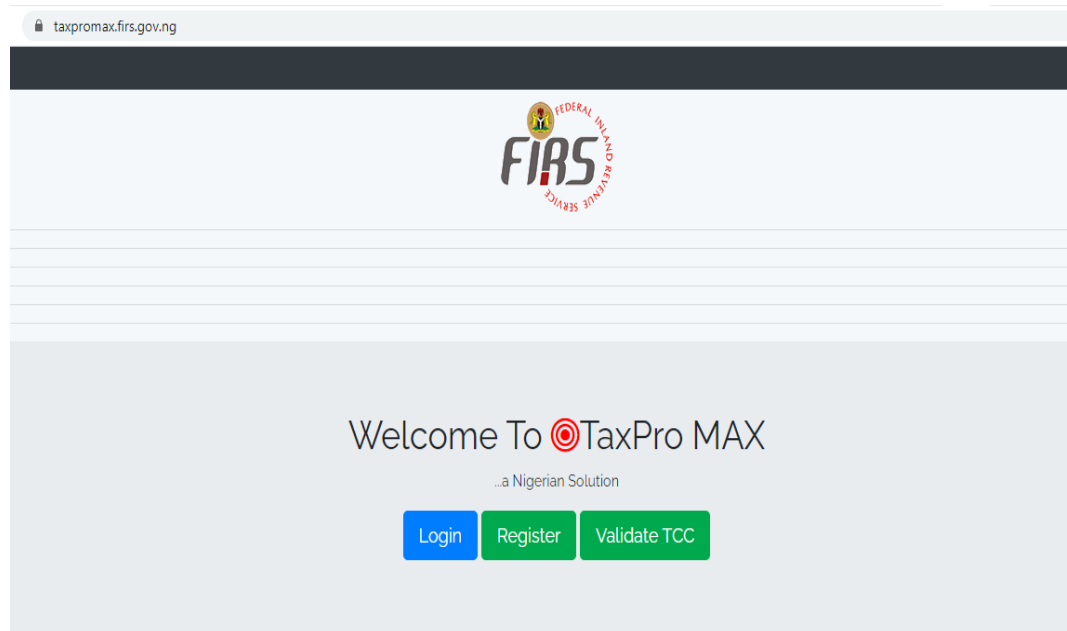 taxpromax.firs.gov.ng
FEDERAL INLAND REVENUE SERVICE
FIRS
Welcome To TaxPro MAX
...a Nigerian Solution
Login Register Validate TCC